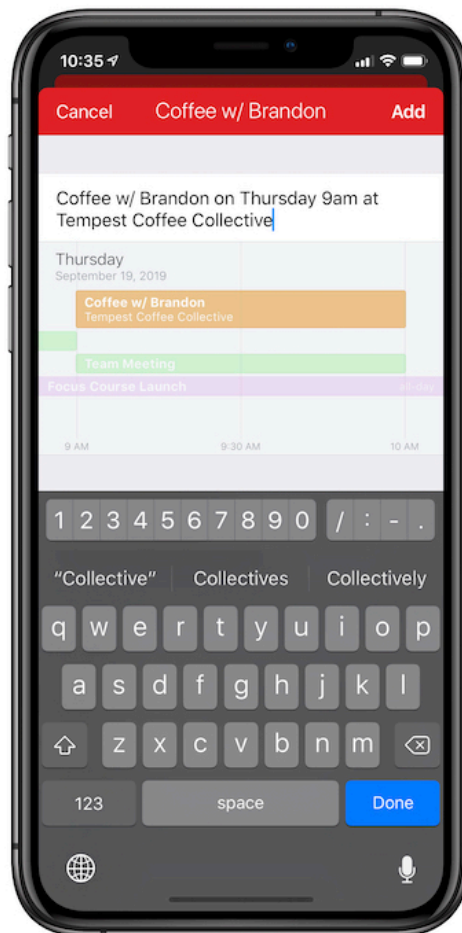 10:35
Cancel Coffee w/ Brandon Add
Coffee w/ Brandon on Thursday 9am at
Tempest Coffee Collective
Thursday
September 19, 2019
Coffee w/ Brandon
Tempest Coffee Collective
Team Meeting
Focus Course Launch all-day
9 AM 9:30 AM 10 AM
1 2 3 4 5 6 7 8 9 0 / : - .
“Collective” Collectives Collectively
q w e r t y u i o p
a s d f g h j k l
z x c v b n m
123 space Done